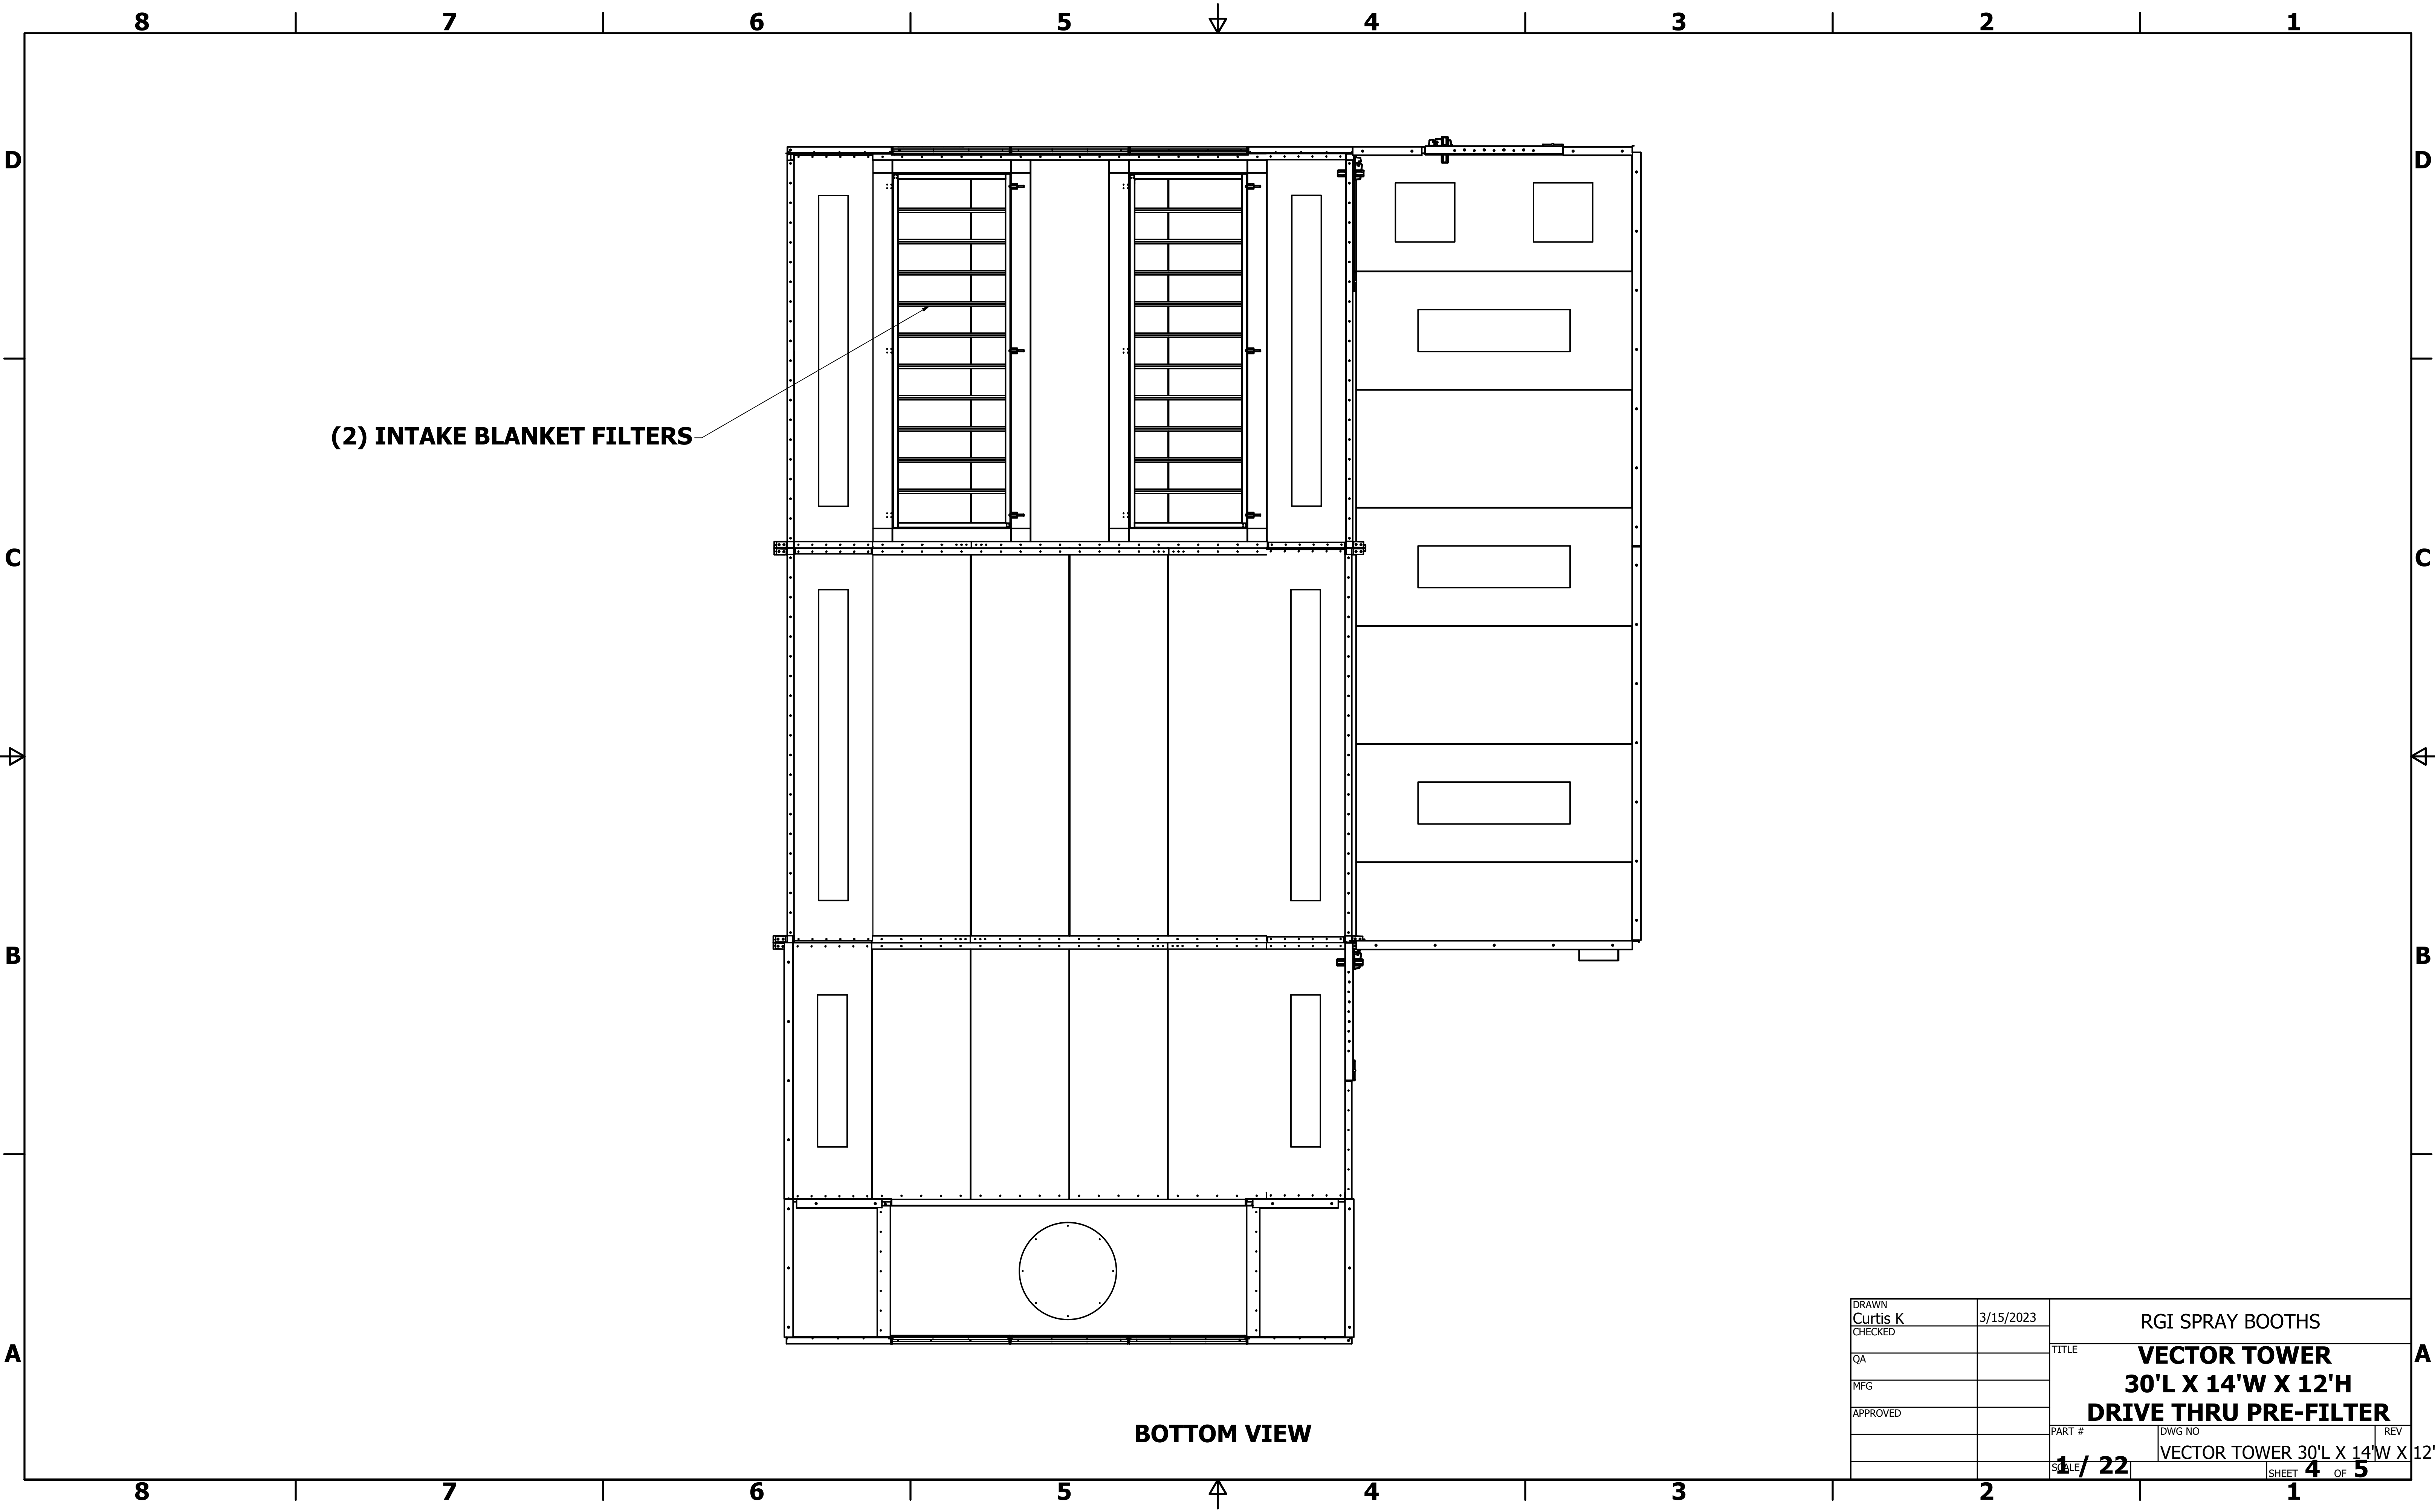 8 7 6 5 4 3 2 1
D D
(2) INTAKE BLANKET FILTERS
C C
B B
A A
BOTTOM VIEW
DRAWN
Curtis K 3/15/2023
CHECKED
QA
MFG
APPROVED
RGI SPRAY BOOTHS
TITLE
VECTOR TOWER
30'L X 14'W X 12'H
DRIVE THRU PRE-FILTER
PART # DWG NO REV
VECTOR TOWER 30'L X 14'W X 12'
SCALE 1 / 22 SHEET 4 OF 5
8 7 6 5 4 3 2 1